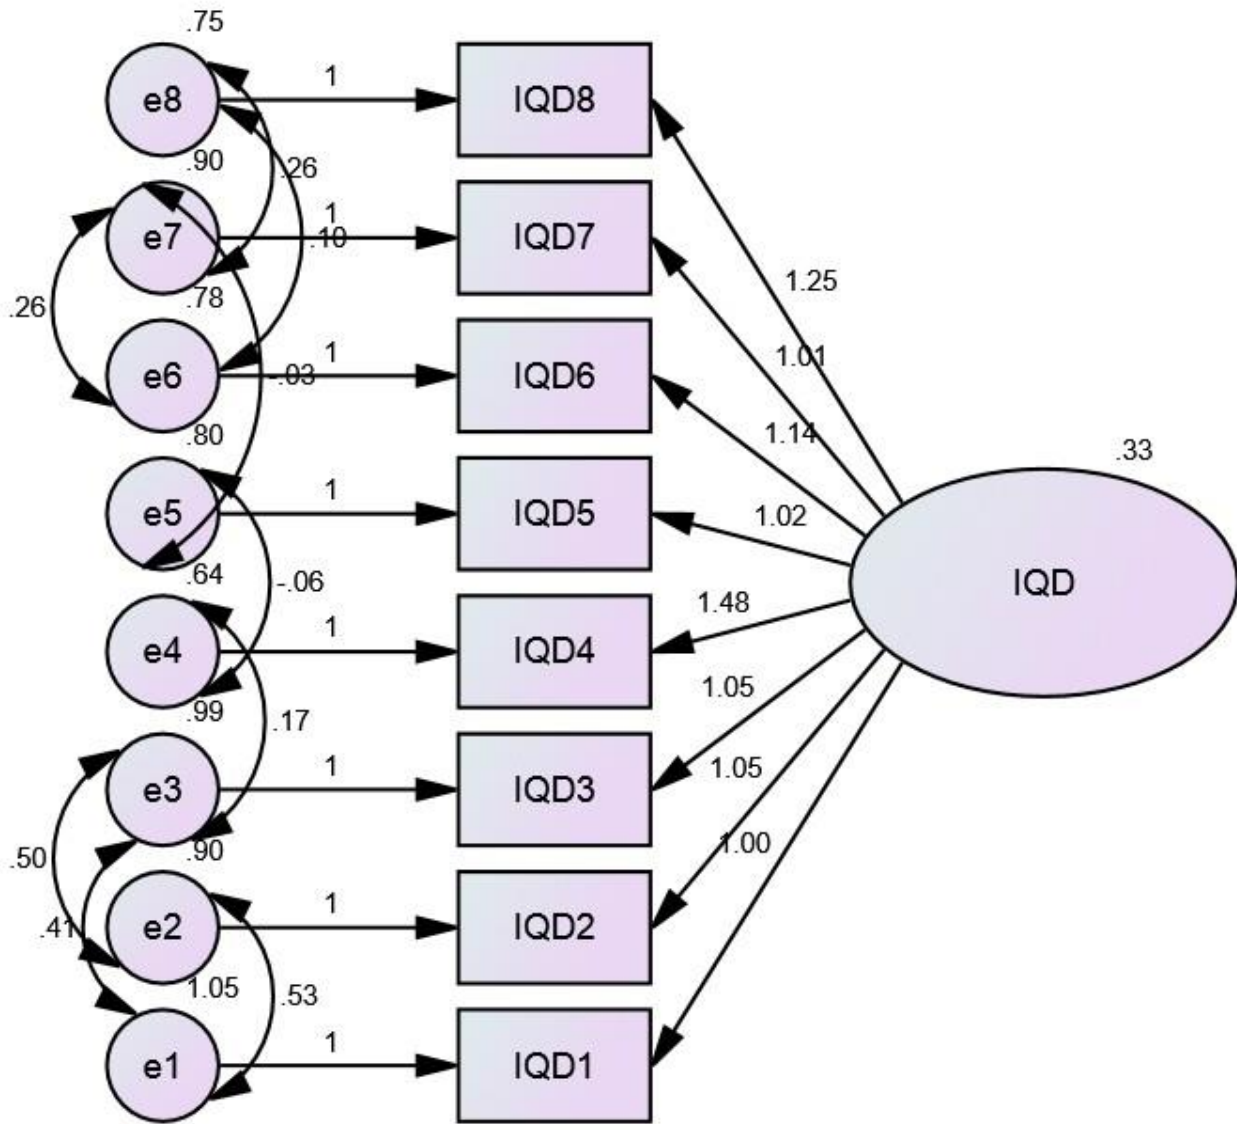 .75
e8 1 IQD8
.90 .26
e7 1 IQD7
.10
1.25
.78
.26
e6 1 IQD6
-.03
1.01
.80
1.14
.33
e5 1 IQD5
1.02
.64 -.06
IQD
1.48
e4 1 IQD4
.99 .17
1.05
e3 1 IQD3
1.05
.90
.50
1.00
e2 1 IQD2
.41
1.05 .53
e1 1 IQD1